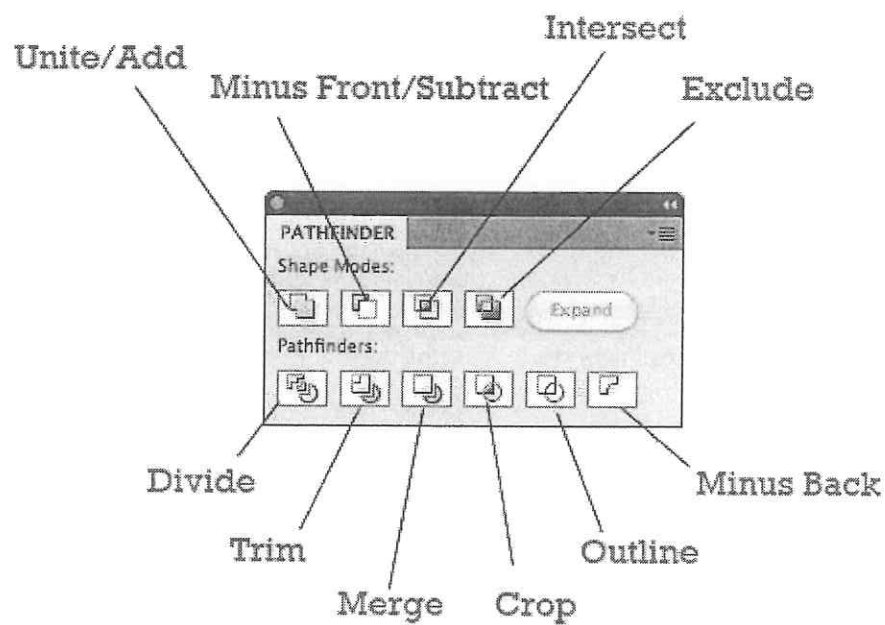 Intersect
Unite/Add
Minus Front/Subtract
Exclude
PATHFINDER
Shape Modes:
Expand
Pathfinders:
Divide
Minus Back
Trim
Outline
Merge
Crop